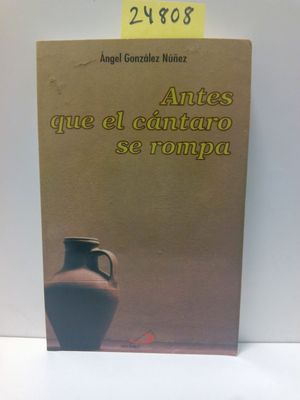 24808
Ángel González Núñez
Antes
que el cántaro
se rompa